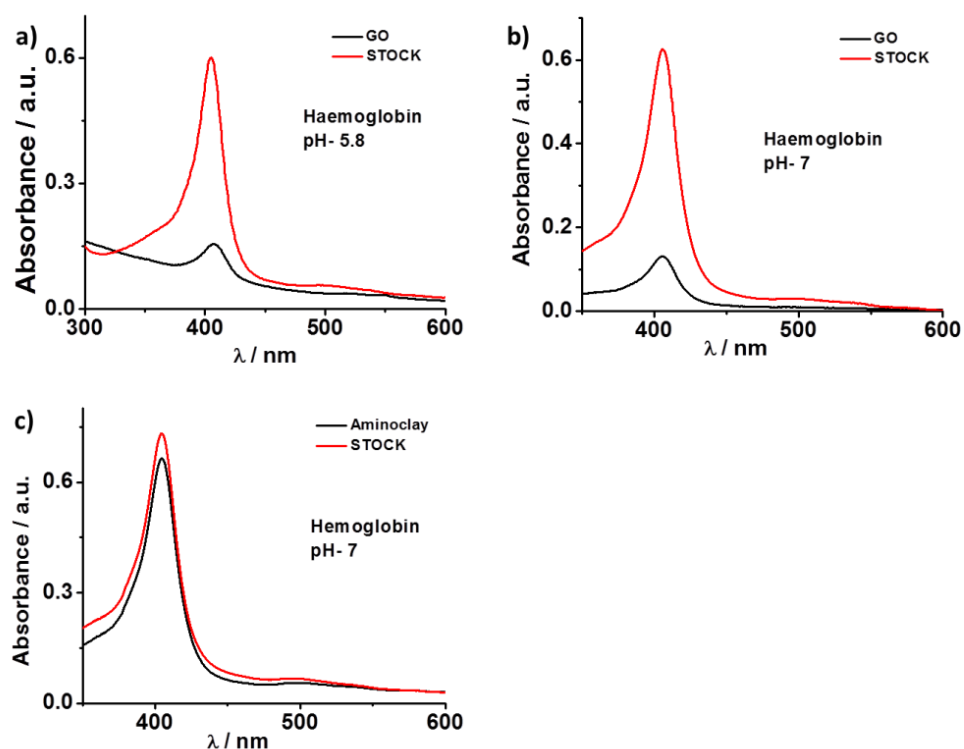 a)
GO
STOCK
Haemoglobin
pH- 5.8
Absorbance / a.u.
0.6
0.3
0.0
300
400
500
600
λ / nm
b)
GO
STOCK
Haemoglobin
pH- 7
Absorbance / a.u.
0.6
0.4
0.2
0.0
400
500
600
λ / nm
c)
Aminoclay
STOCK
Hemoglobin
pH- 7
Absorbance / a.u.
0.6
0.3
0.0
400
500
600
λ / nm